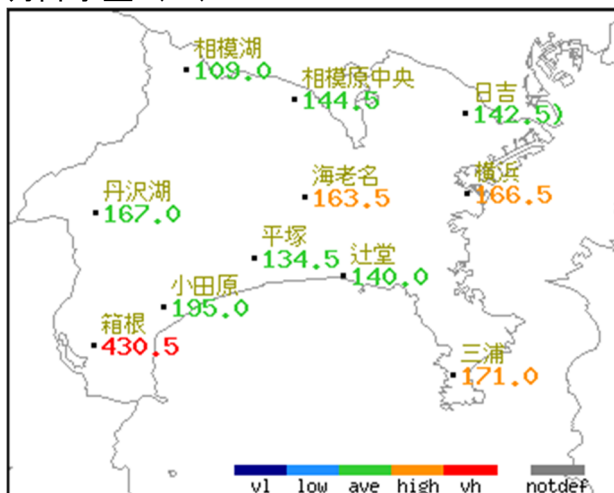 相模湖
109.0
相模原中央
144.5
日吉
142.5)
海老名
163.5
横浜
166.5
丹沢湖
167.0
平塚
134.5
辻堂
140.0
小田原
195.0
箱根
430.5
三浦
171.0
vl low ave high vh notdef